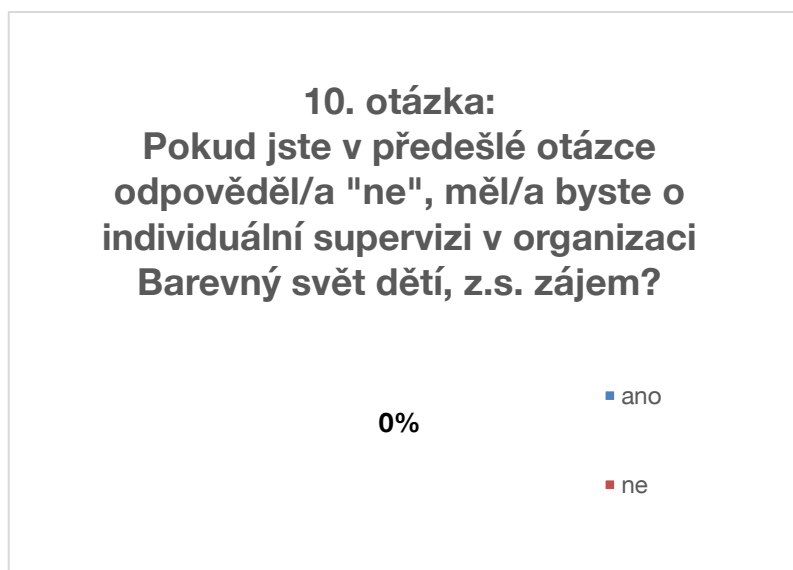 10. otázka:
Pokud jste v předešlé otázce
odpověděl/a "ne", měl/a byste o
individuální supervizi v organizaci
Barevný svět dětí, z.s. zájem?
ano
0%
ne